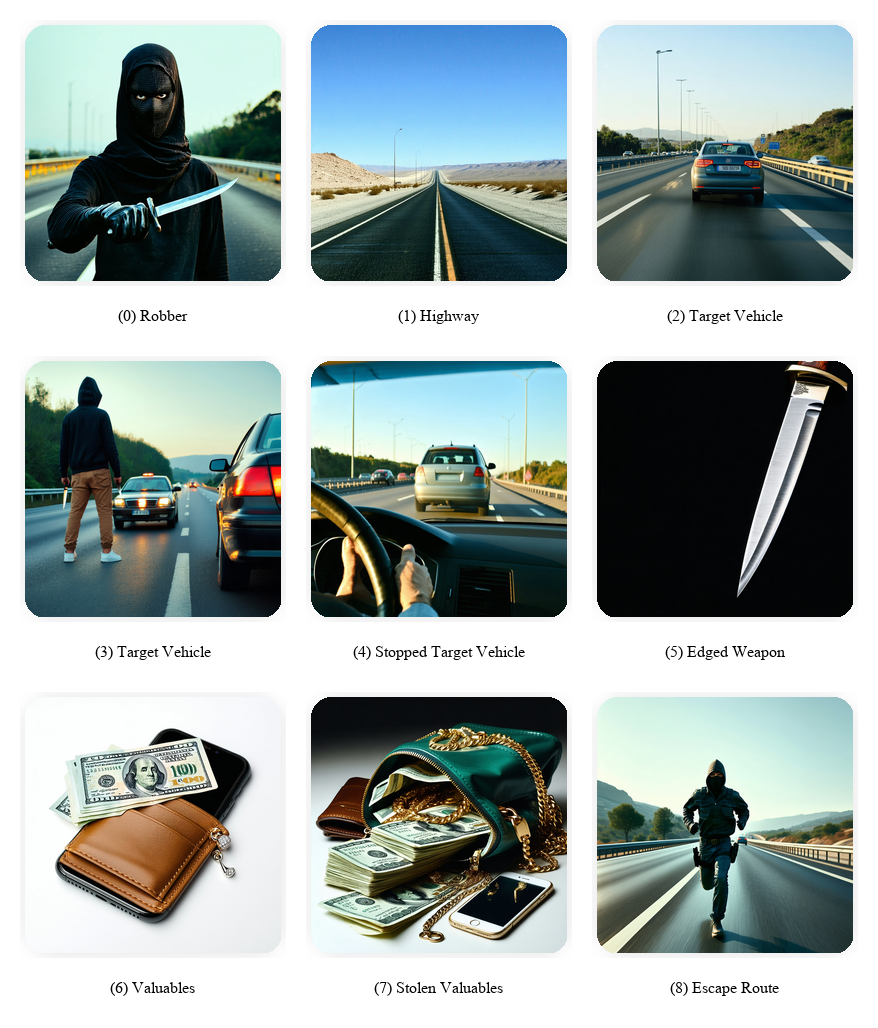 (0) Robber
(1) Highway
(2) Target Vehicle
(3) Target Vehicle
(4) Stopped Target Vehicle
(5) Edged Weapon
(6) Valuables
(7) Stolen Valuables
(8) Escape Route